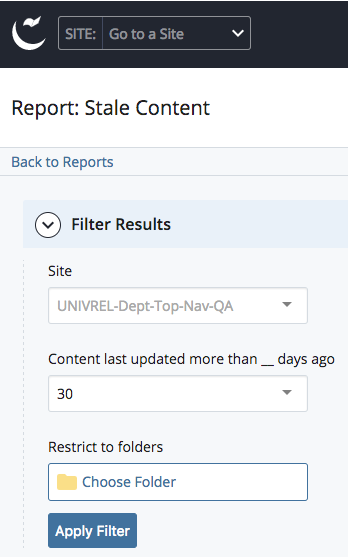 SITE: Go to a Site
Report: Stale Content
Back to Reports
Filter Results
Site
UNIVREL-Dept-Top-Nav-QA
Content last updated more than __ days ago
30
Restrict to folders
Choose Folder
Apply Filter